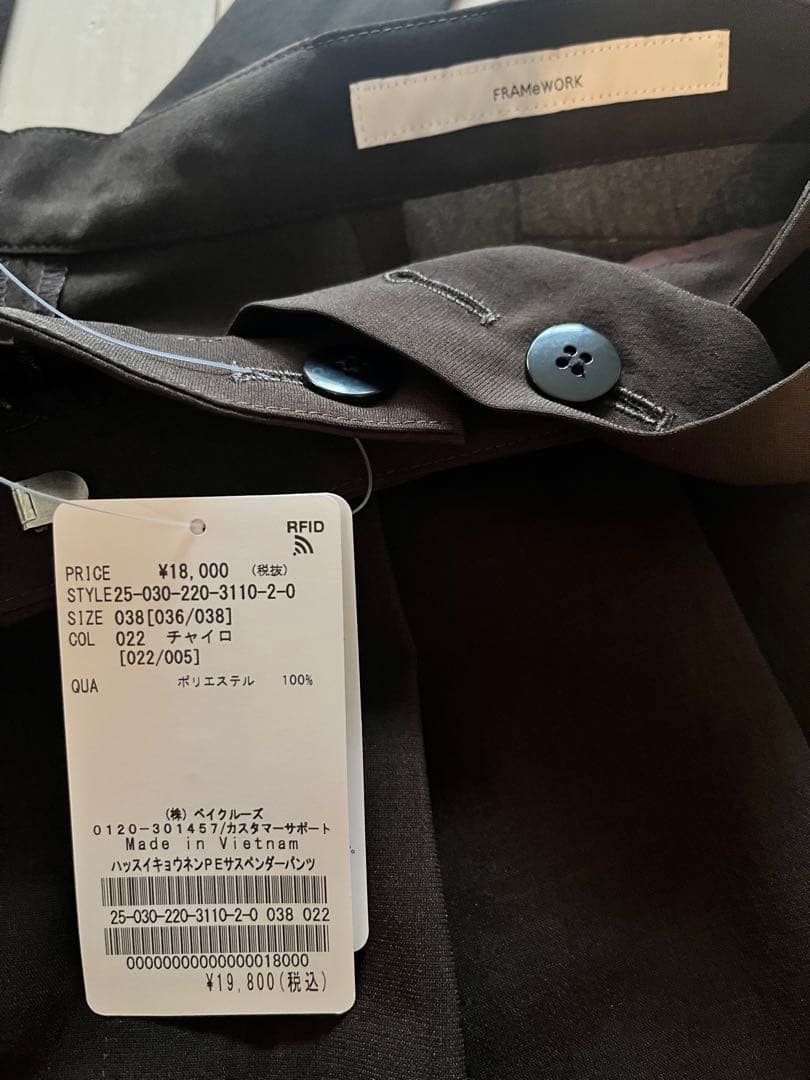 FRAMeWORK
RFID
PRICE ¥18,000 (税抜)
STYLE25-030-220-3110-2-0
SIZE 038[036/038]
COL 022 チャイロ
[022/005]
QUA ポリエステル 100%
(株)ベイクルーズ
0120-301457/カスタマーサポート
Made in Vietnam
ハッスイキョウネンPEサスペンダーパンツ
25-030-220-3110-2-0 038 022
00000000000000018000
¥19,800(税込)